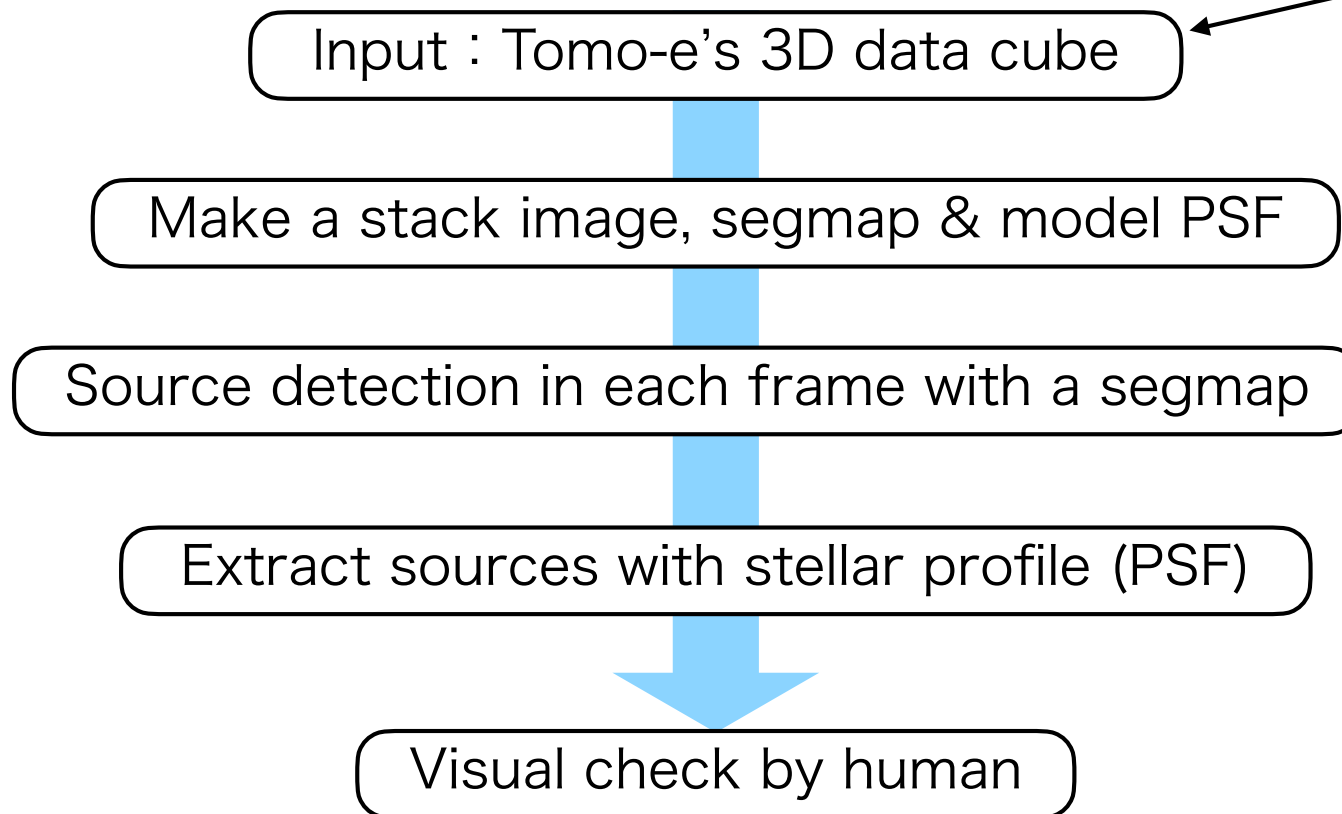 Input：Tomo-e’s 3D data cube
Make a stack image, segmap & model PSF
Source detection in each frame with a segmap
Extract sources with stellar profile (PSF)
Visual check by human